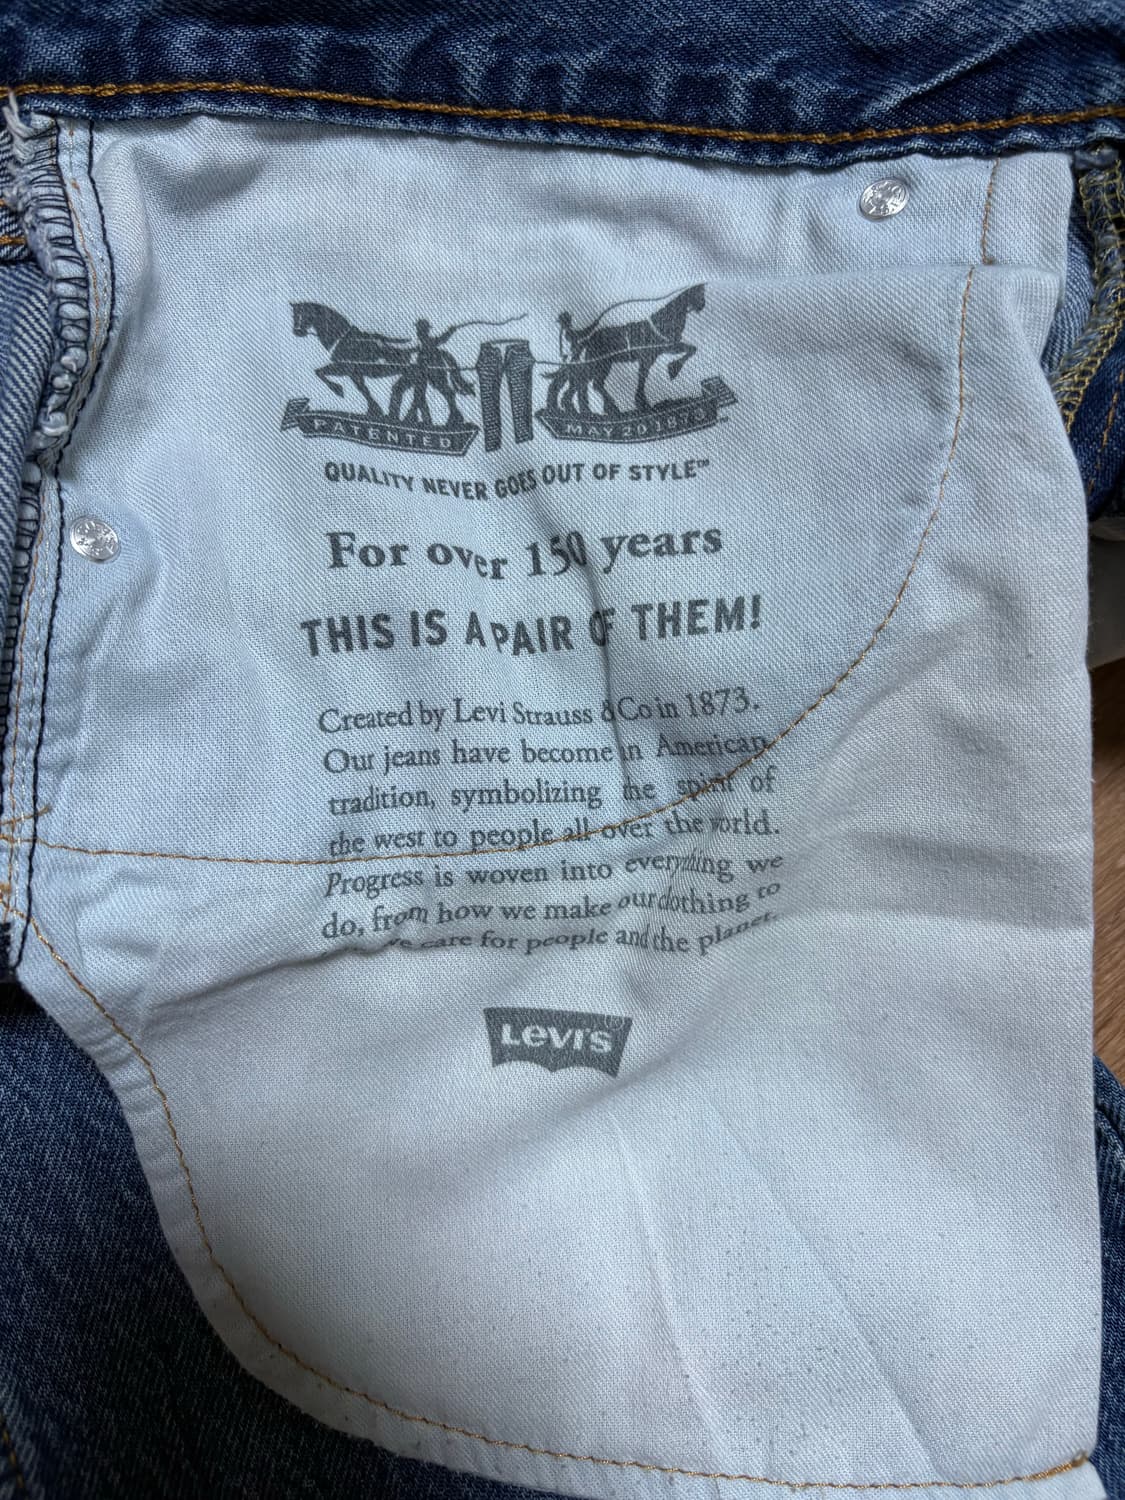 PATENTED MAY 20 1873
QUALITY NEVER GOES OUT OF STYLE™
For over 150 years
THIS IS A PAIR OF THEM!
Created by Levi Strauss & Co in 1873.
Our jeans have become in American
tradition, symbolizing the spirit of
the west to people all over the world.
Progress is woven into everything we
do, from how we make our clothing to
we care for people and the planet.
LEVI'S®